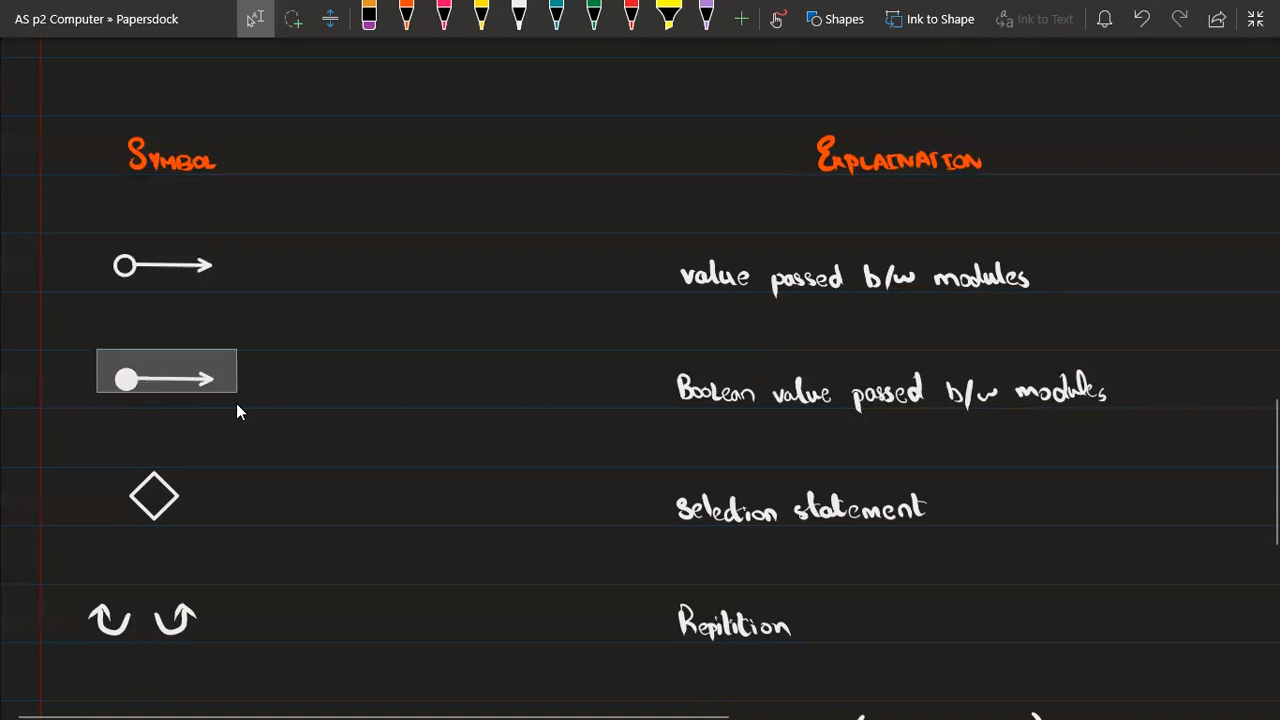 AS p2 Computer » Papersdock
Shapes
Ink to Shape
Ink to Text
SYMBOL
EXPLAINATION
value passed b/w modules
Boolean value passed b/w modules
Selection statement
Repitition